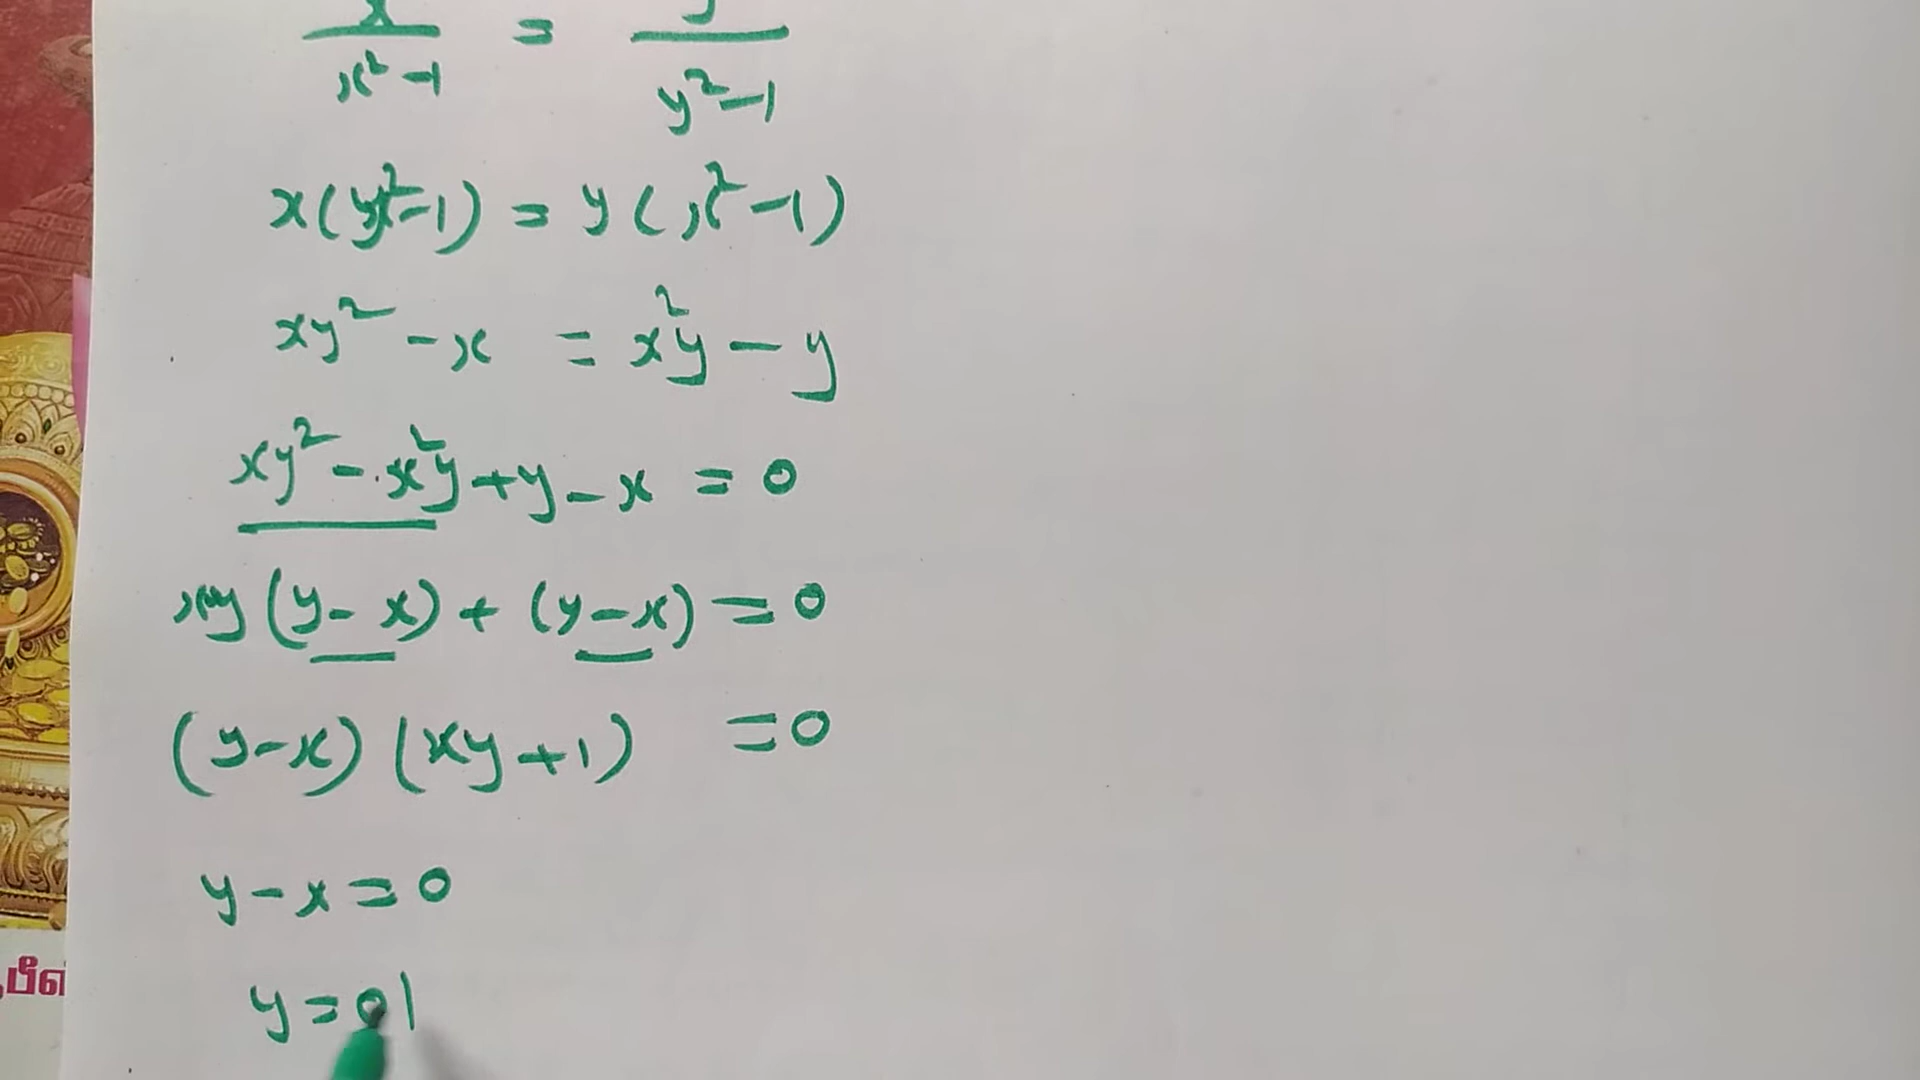 x/(x²-1) = y/(y²-1)
x(y²-1) = y(x²-1)
xy² - x = x²y - y
xy² - x²y + y - x = 0
xy(y - x) + (y - x) = 0
(y-x) (xy+1) = 0
y - x = 0
y = 0